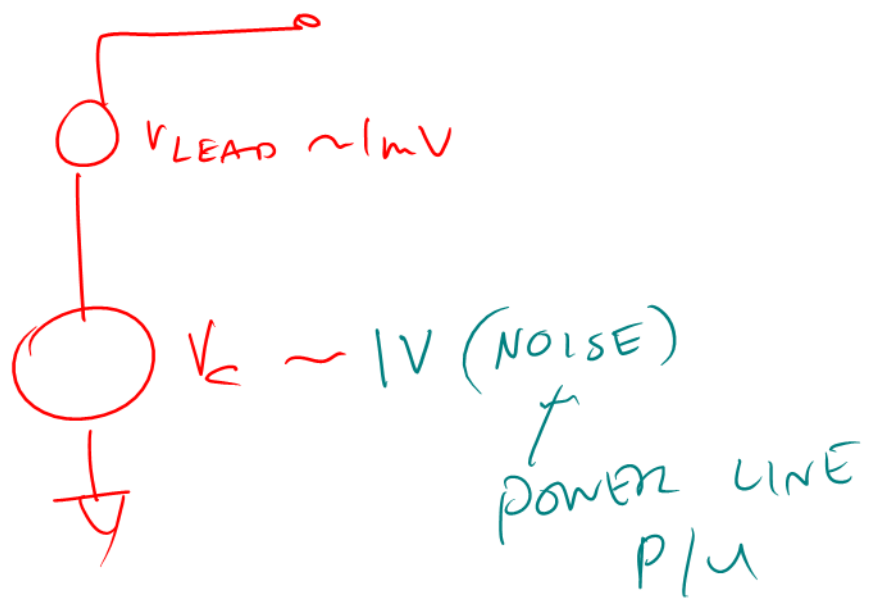 VLEAD ~1mV
Vc ~ 1V (NOISE)
POWER LINE
P/U